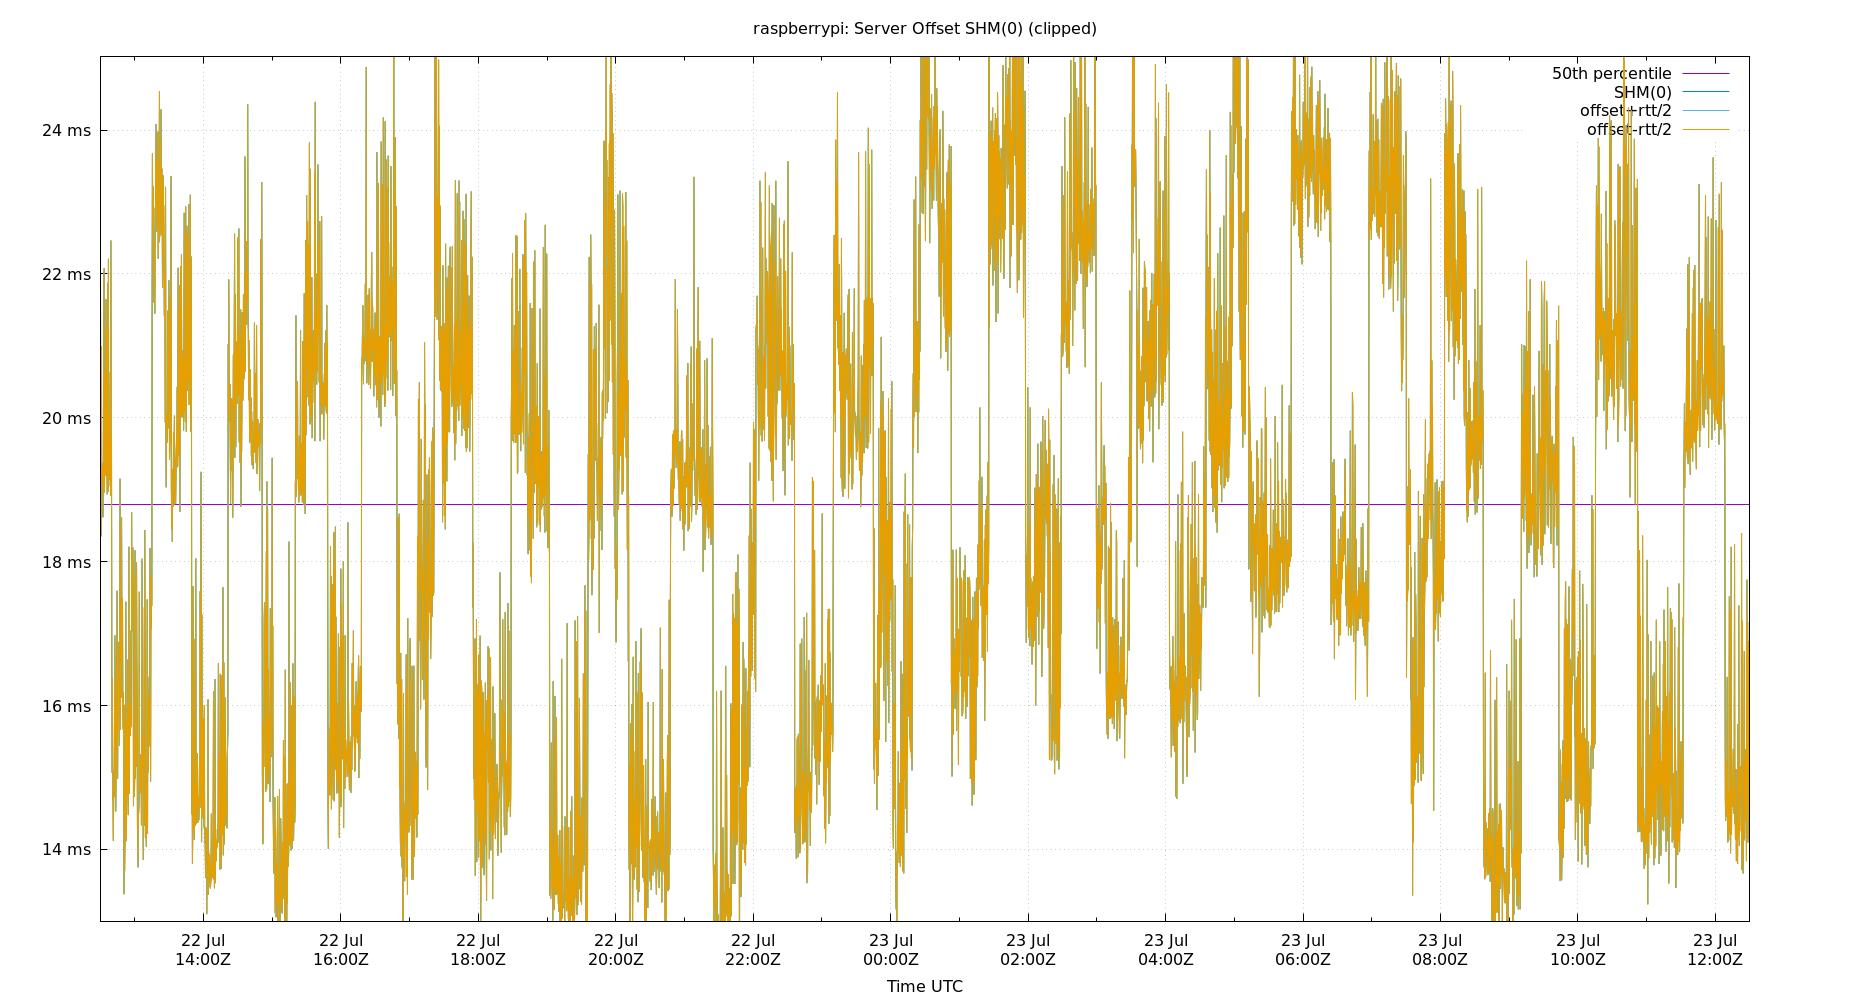 raspberrypi: Server Offset SHM(0) (clipped)
50th percentile
SHM(0)
offset+rtt/2
offset-rtt/2
24 ms
22 ms
20 ms
18 ms
16 ms
14 ms
22 Jul 22 Jul 22 Jul 22 Jul 22 Jul 23 Jul 23 Jul 23 Jul 23 Jul 23 Jul 23 Jul 23 Jul
14:00Z 16:00Z 18:00Z 20:00Z 22:00Z 00:00Z 02:00Z 04:00Z 06:00Z 08:00Z 10:00Z 12:00Z
Time UTC